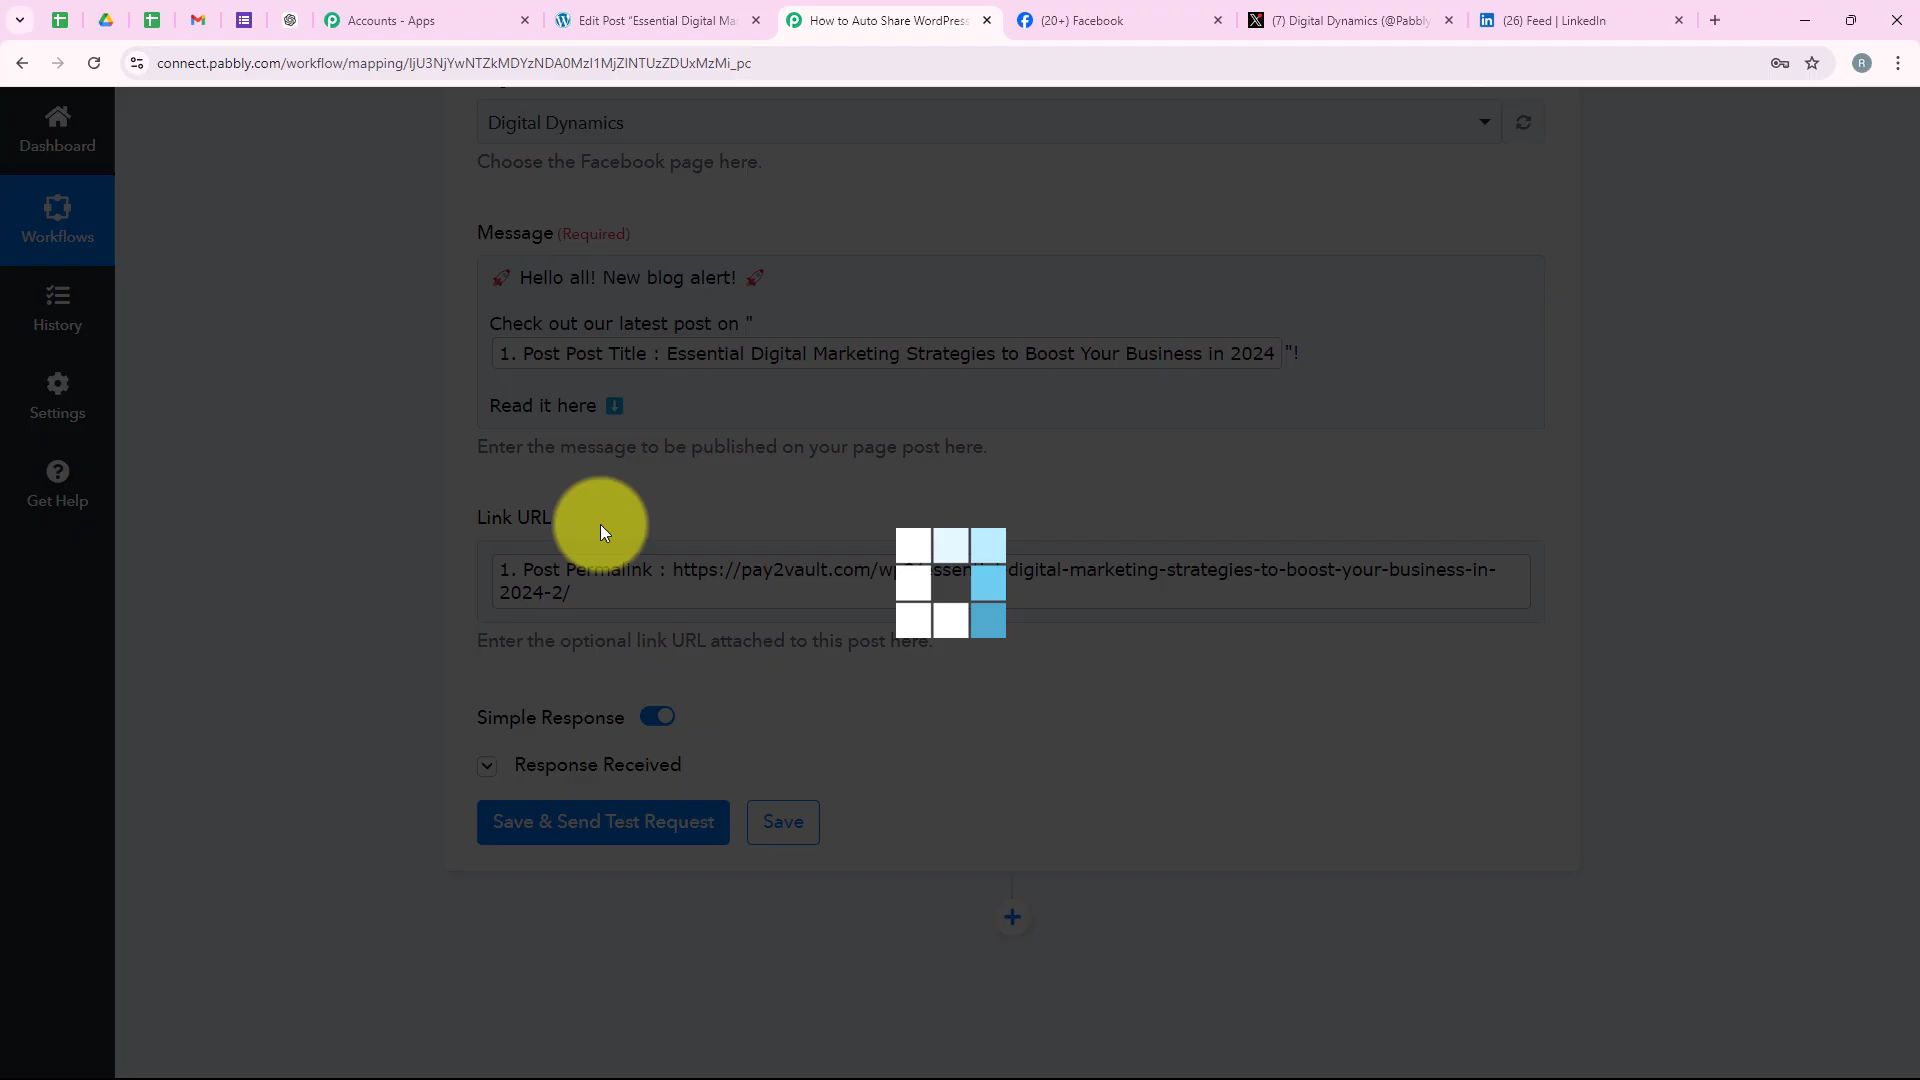 Accounts - Apps
Edit Post "Essential Digital Ma
How to Auto Share WordPress
(20+) Facebook
(7) Digital Dynamics (@Pabbly
(26) Feed | LinkedIn
connect.pabbly.com/workflow/mapping/IjU3NjYwNTZkMDYzNDA0MzI1MjZlNTUzZDUxMzMi_pc
R
Dashboard
Workflows
History
Settings
Get Help
Digital Dynamics
Choose the Facebook page here.
Message (Required)
🚀 Hello all! New blog alert! 🚀
Check out our latest post on "
1. Post Post Title : Essential Digital Marketing Strategies to Boost Your Business in 2024 "!
Read it here ⬇️
Enter the message to be published on your page post here.
Link URL
1. Post Permalink : https://pay2vault.com/wp digital-marketing-strategies-to-boost-your-business-in-
2024-2/
Enter the optional link URL attached to this post here.
Simple Response
Response Received
Save & Send Test Request
Save